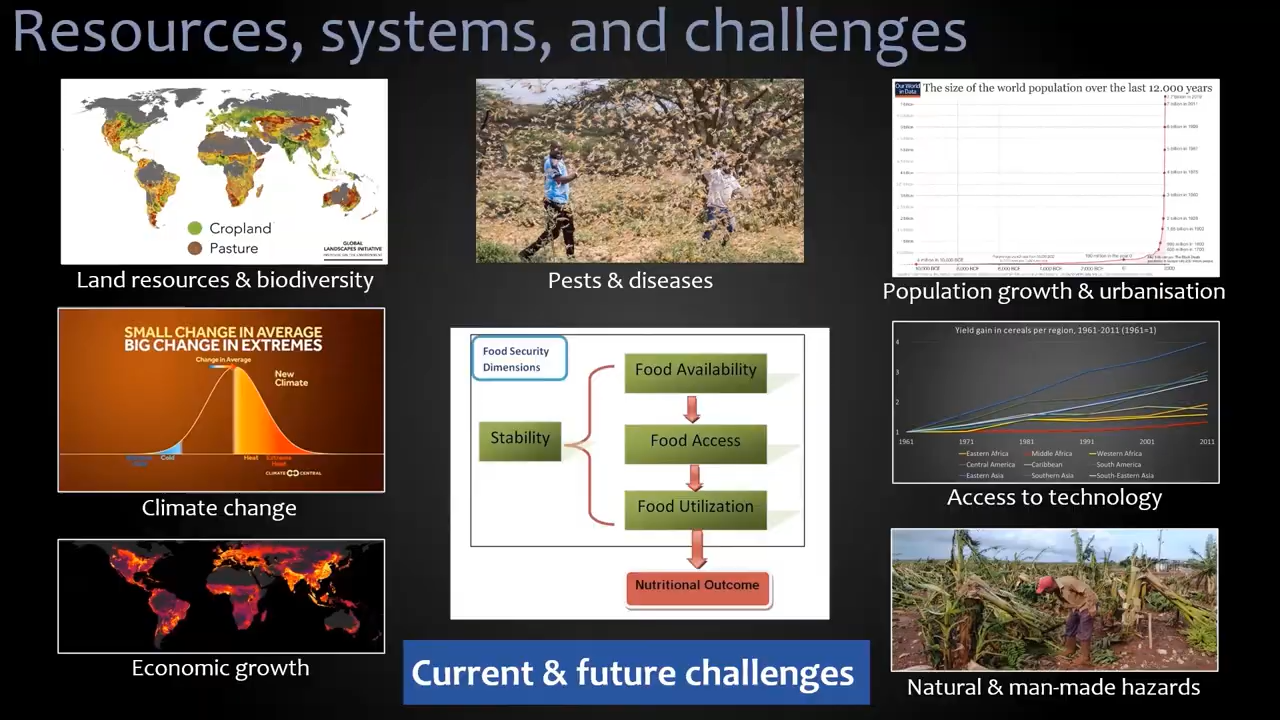 Resources, systems, and challenges
Cropland
Pasture
GLOBAL
LANDSCAPES INITIATIVE
Land resources & biodiversity
Pests & diseases
Our World
in Data
The size of the world population over the last 12.000 years
Population growth & urbanisation
SMALL CHANGE IN AVERAGE
BIG CHANGE IN EXTREMES
Change in Average
New
Climate
Cold
Heat
Extreme
Heat
CLIMATE CENTRAL
Climate change
Economic growth
Food Security
Dimensions
Stability
Food Availability
Food Access
Food Utilization
Nutritional Outcome
Current & future challenges
Yield gain in cereals per region, 1961-2011 (1961=1)
4
3
2
1
1961 1971 1981 1991 2001 2011
Eastern Africa Middle Africa Western Africa
Central America Caribbean South America
Eastern Asia Southern Asia South-Eastern Asia
Access to technology
Natural & man-made hazards